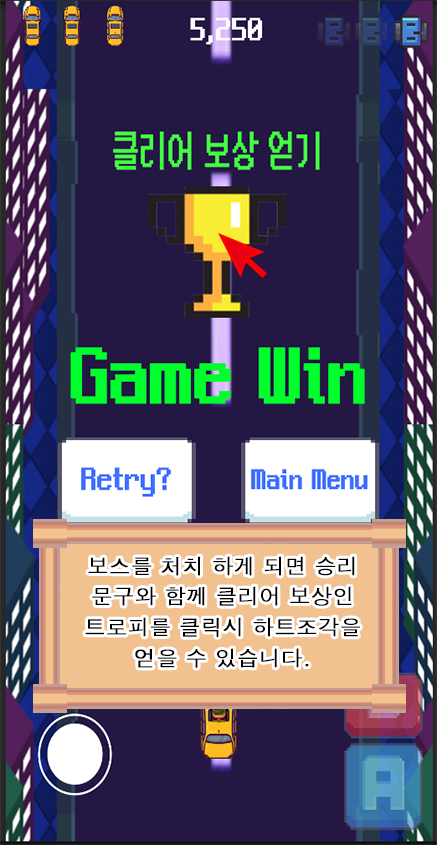 5,250
B B B
클리어 보상 얻기
Game Win
Retry? Main Menu
보스를 처치 하게 되면 승리
문구와 함께 클리어 보상인
트로피를 클릭시 하트조각을
얻을 수 있습니다.
A